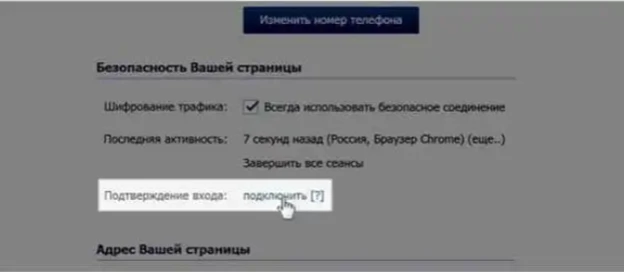 Изменить номер телефона
Безопасность Вашей страницы
Шифрование трафика: Всегда использовать безопасное соединение
Последняя активность: 7 секунд назад (Россия, Браузер Chrome) (еще..)
Завершить все сеансы
Подтверждение входа: подключить [?]
Адрес Вашей страницы